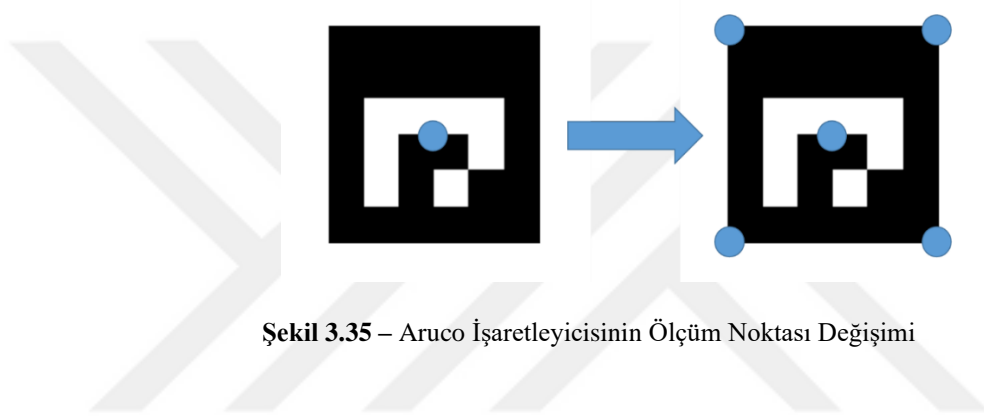 Şekil 3.35 – Aruco İşaretleyicisinin Ölçüm Noktası Değişimi